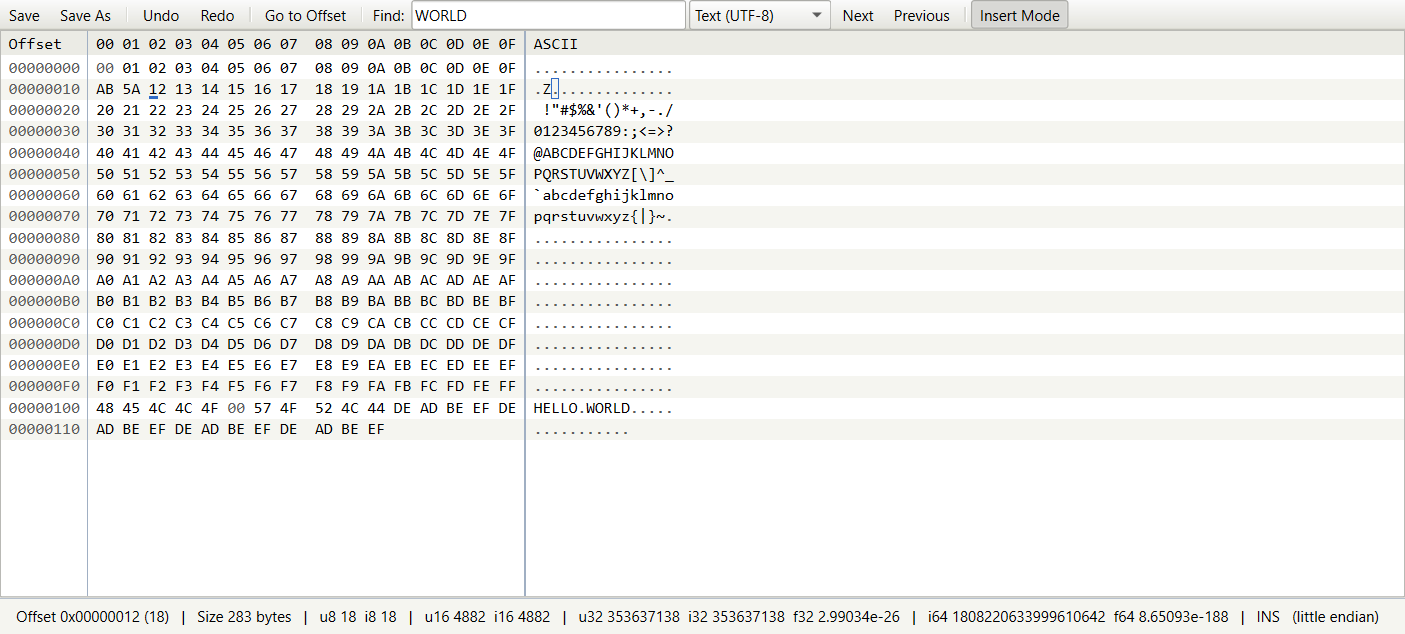 Save Save As Undo Redo Go to Offset Find: WORLD Text (UTF-8) Next Previous Insert Mode
Offset 00 01 02 03 04 05 06 07 08 09 0A 0B 0C 0D 0E 0F ASCII
00000000 00 01 02 03 04 05 06 07 08 09 0A 0B 0C 0D 0E 0F ................
00000010 AB 5A 12 13 14 15 16 17 18 19 1A 1B 1C 1D 1E 1F .Z..............
00000020 20 21 22 23 24 25 26 27 28 29 2A 2B 2C 2D 2E 2F  !"#$%&'()*+,-./
00000030 30 31 32 33 34 35 36 37 38 39 3A 3B 3C 3D 3E 3F 0123456789:;<=>?
00000040 40 41 42 43 44 45 46 47 48 49 4A 4B 4C 4D 4E 4F @ABCDEFGHIJKLMNO
00000050 50 51 52 53 54 55 56 57 58 59 5A 5B 5C 5D 5E 5F PQRSTUVWXYZ[\]^_
00000060 60 61 62 63 64 65 66 67 68 69 6A 6B 6C 6D 6E 6F `abcdefghijklmno
00000070 70 71 72 73 74 75 76 77 78 79 7A 7B 7C 7D 7E 7F pqrstuvwxyz{|}~.
00000080 80 81 82 83 84 85 86 87 88 89 8A 8B 8C 8D 8E 8F ................
00000090 90 91 92 93 94 95 96 97 98 99 9A 9B 9C 9D 9E 9F ................
000000A0 A0 A1 A2 A3 A4 A5 A6 A7 A8 A9 AA AB AC AD AE AF ................
000000B0 B0 B1 B2 B3 B4 B5 B6 B7 B8 B9 BA BB BC BD BE BF ................
000000C0 C0 C1 C2 C3 C4 C5 C6 C7 C8 C9 CA CB CC CD CE CF ................
000000D0 D0 D1 D2 D3 D4 D5 D6 D7 D8 D9 DA DB DC DD DE DF ................
000000E0 E0 E1 E2 E3 E4 E5 E6 E7 E8 E9 EA EB EC ED EE EF ................
000000F0 F0 F1 F2 F3 F4 F5 F6 F7 F8 F9 FA FB FC FD FE FF ................
00000100 48 45 4C 4C 4F 00 57 4F 52 4C 44 DE AD BE EF DE HELLO.WORLD.....
00000110 AD BE EF DE AD BE EF DE AD BE EF ...........
Offset 0x00000012 (18) | Size 283 bytes | u8 18 i8 18 | u16 4882 i16 4882 | u32 353637138 i32 353637138 f32 2.99034e-26 | i64 1808220633999610642 f64 8.65093e-188 | INS (little endian)